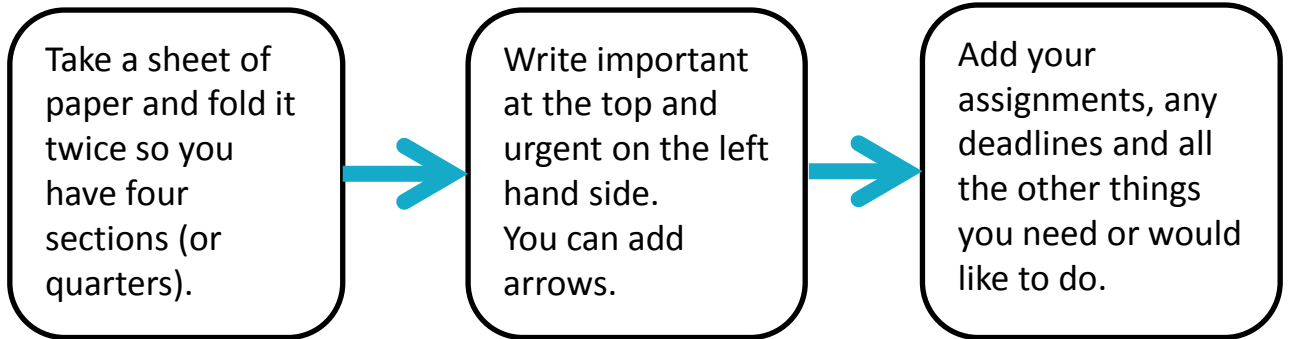 Take a sheet of
paper and fold it
twice so you
have four
sections (or
quarters).
Write important
at the top and
urgent on the left
hand side.
You can add
arrows.
Add your
assignments, any
deadlines and all
the other things
you need or would
like to do.